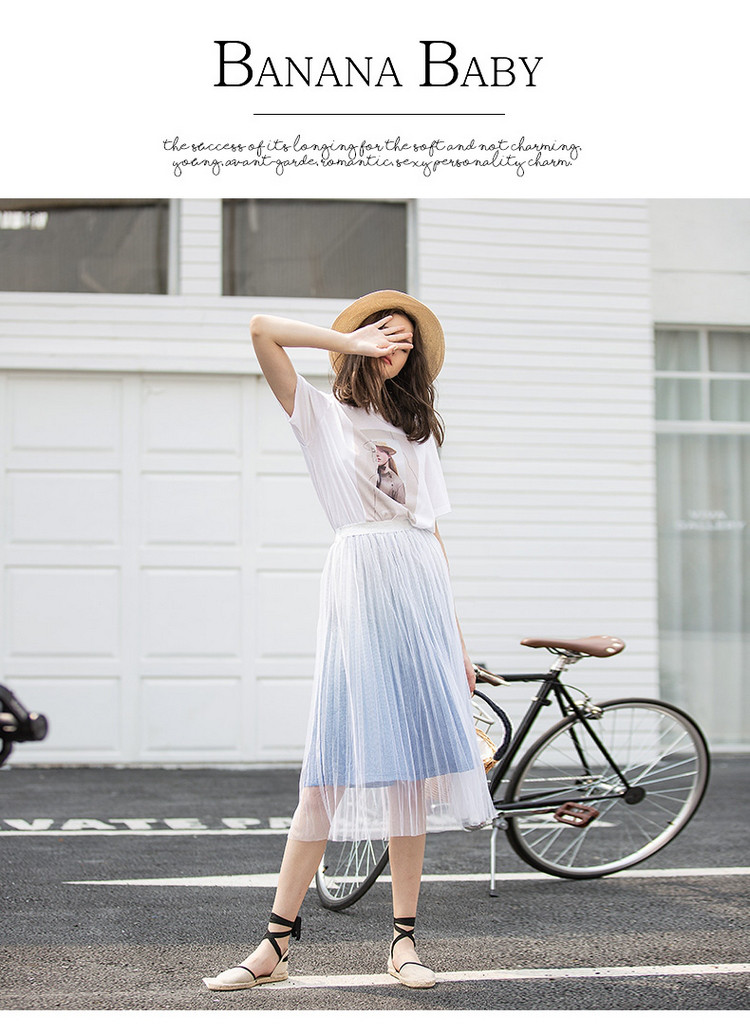 BANANA BABY
the success of its longing for the soft and not charming,
young, avant-garde, romantic, sexy personality charm.
VATE PA